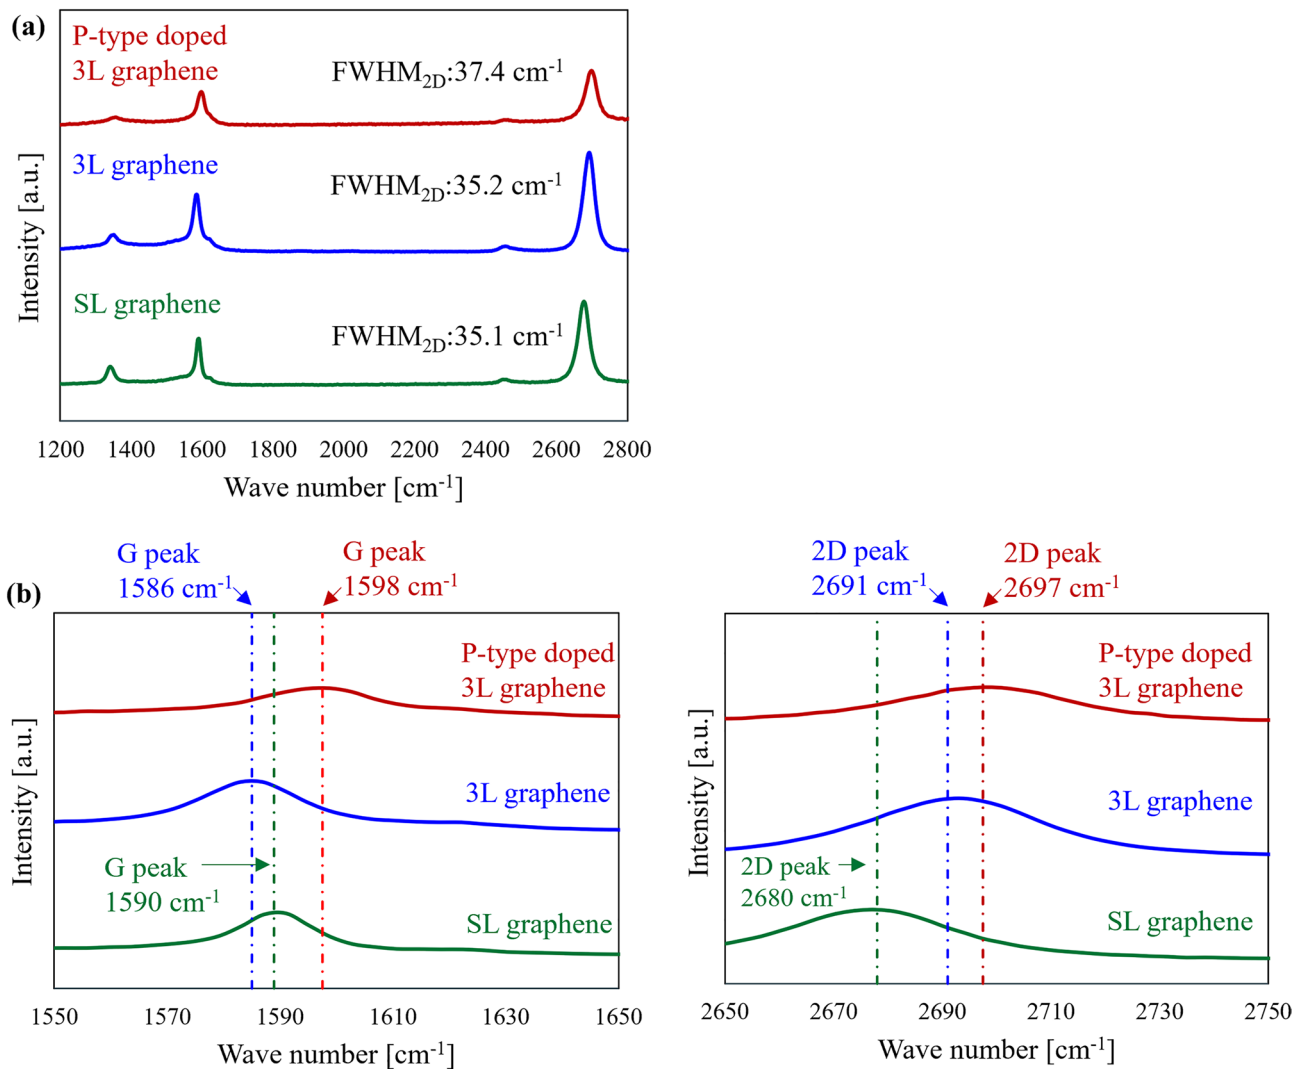 (a)
P-type doped
3L graphene
FWHM2D:37.4 cm-1
3L graphene
FWHM2D:35.2 cm-1
SL graphene
FWHM2D:35.1 cm-1
Intensity [a.u.]
1200 1400 1600 1800 2000 2200 2400 2600 2800
Wave number [cm-1]
(b)
G peak
1586 cm-1
G peak
1598 cm-1
P-type doped
3L graphene
3L graphene
G peak
1590 cm-1
SL graphene
Intensity [a.u.]
1550 1570 1590 1610 1630 1650
Wave number [cm-1]
2D peak
2691 cm-1
2D peak
2697 cm-1
P-type doped
3L graphene
3L graphene
2D peak
2680 cm-1
SL graphene
Intensity [a.u.]
2650 2670 2690 2710 2730 2750
Wave number [cm-1]